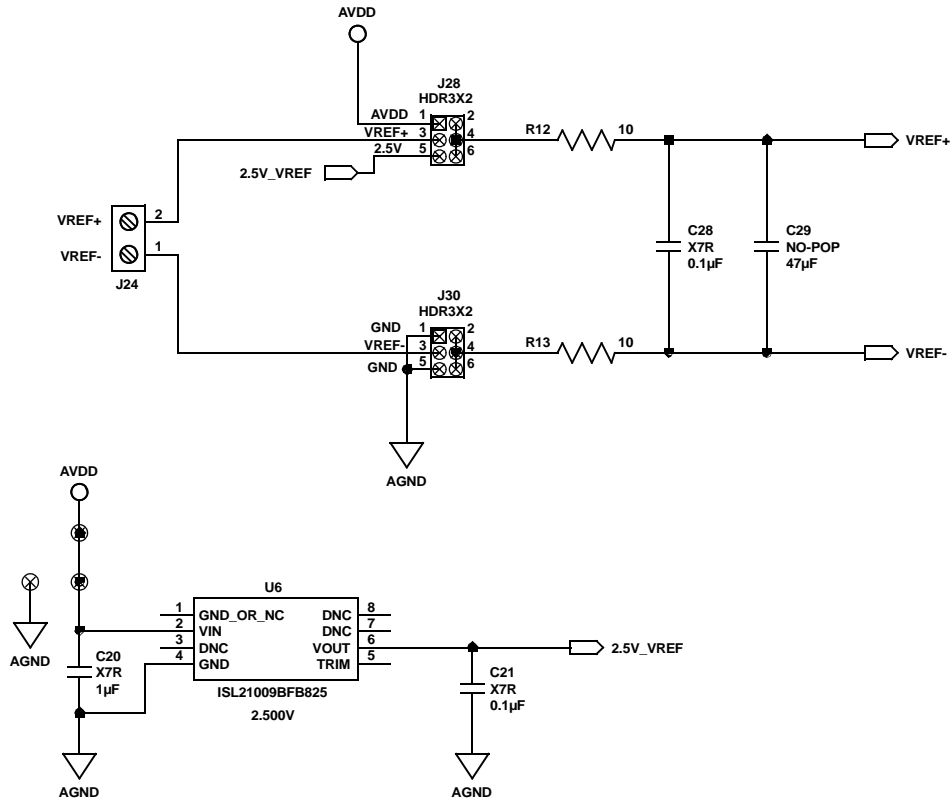 AVDD
J28
HDR3X2
AVDD 1 2
VREF+ 3 4
2.5V 5 6
R12 10
VREF+
2.5V_VREF
VREF+ 2
VREF- 1
J24
C28
X7R
0.1µF
C29
NO-POP
47µF
J30
HDR3X2
GND 1 2
VREF- 3 4
GND 5 6
R13 10
VREF-
AGND
AVDD
U6
1 GND_OR_NC DNC 8
2 VIN DNC 7
3 DNC VOUT 6
4 GND TRIM 5
2.5V_VREF
AGND
C20
X7R
1µF
ISL21009BFB825
2.500V
C21
X7R
0.1µF
AGND
AGND